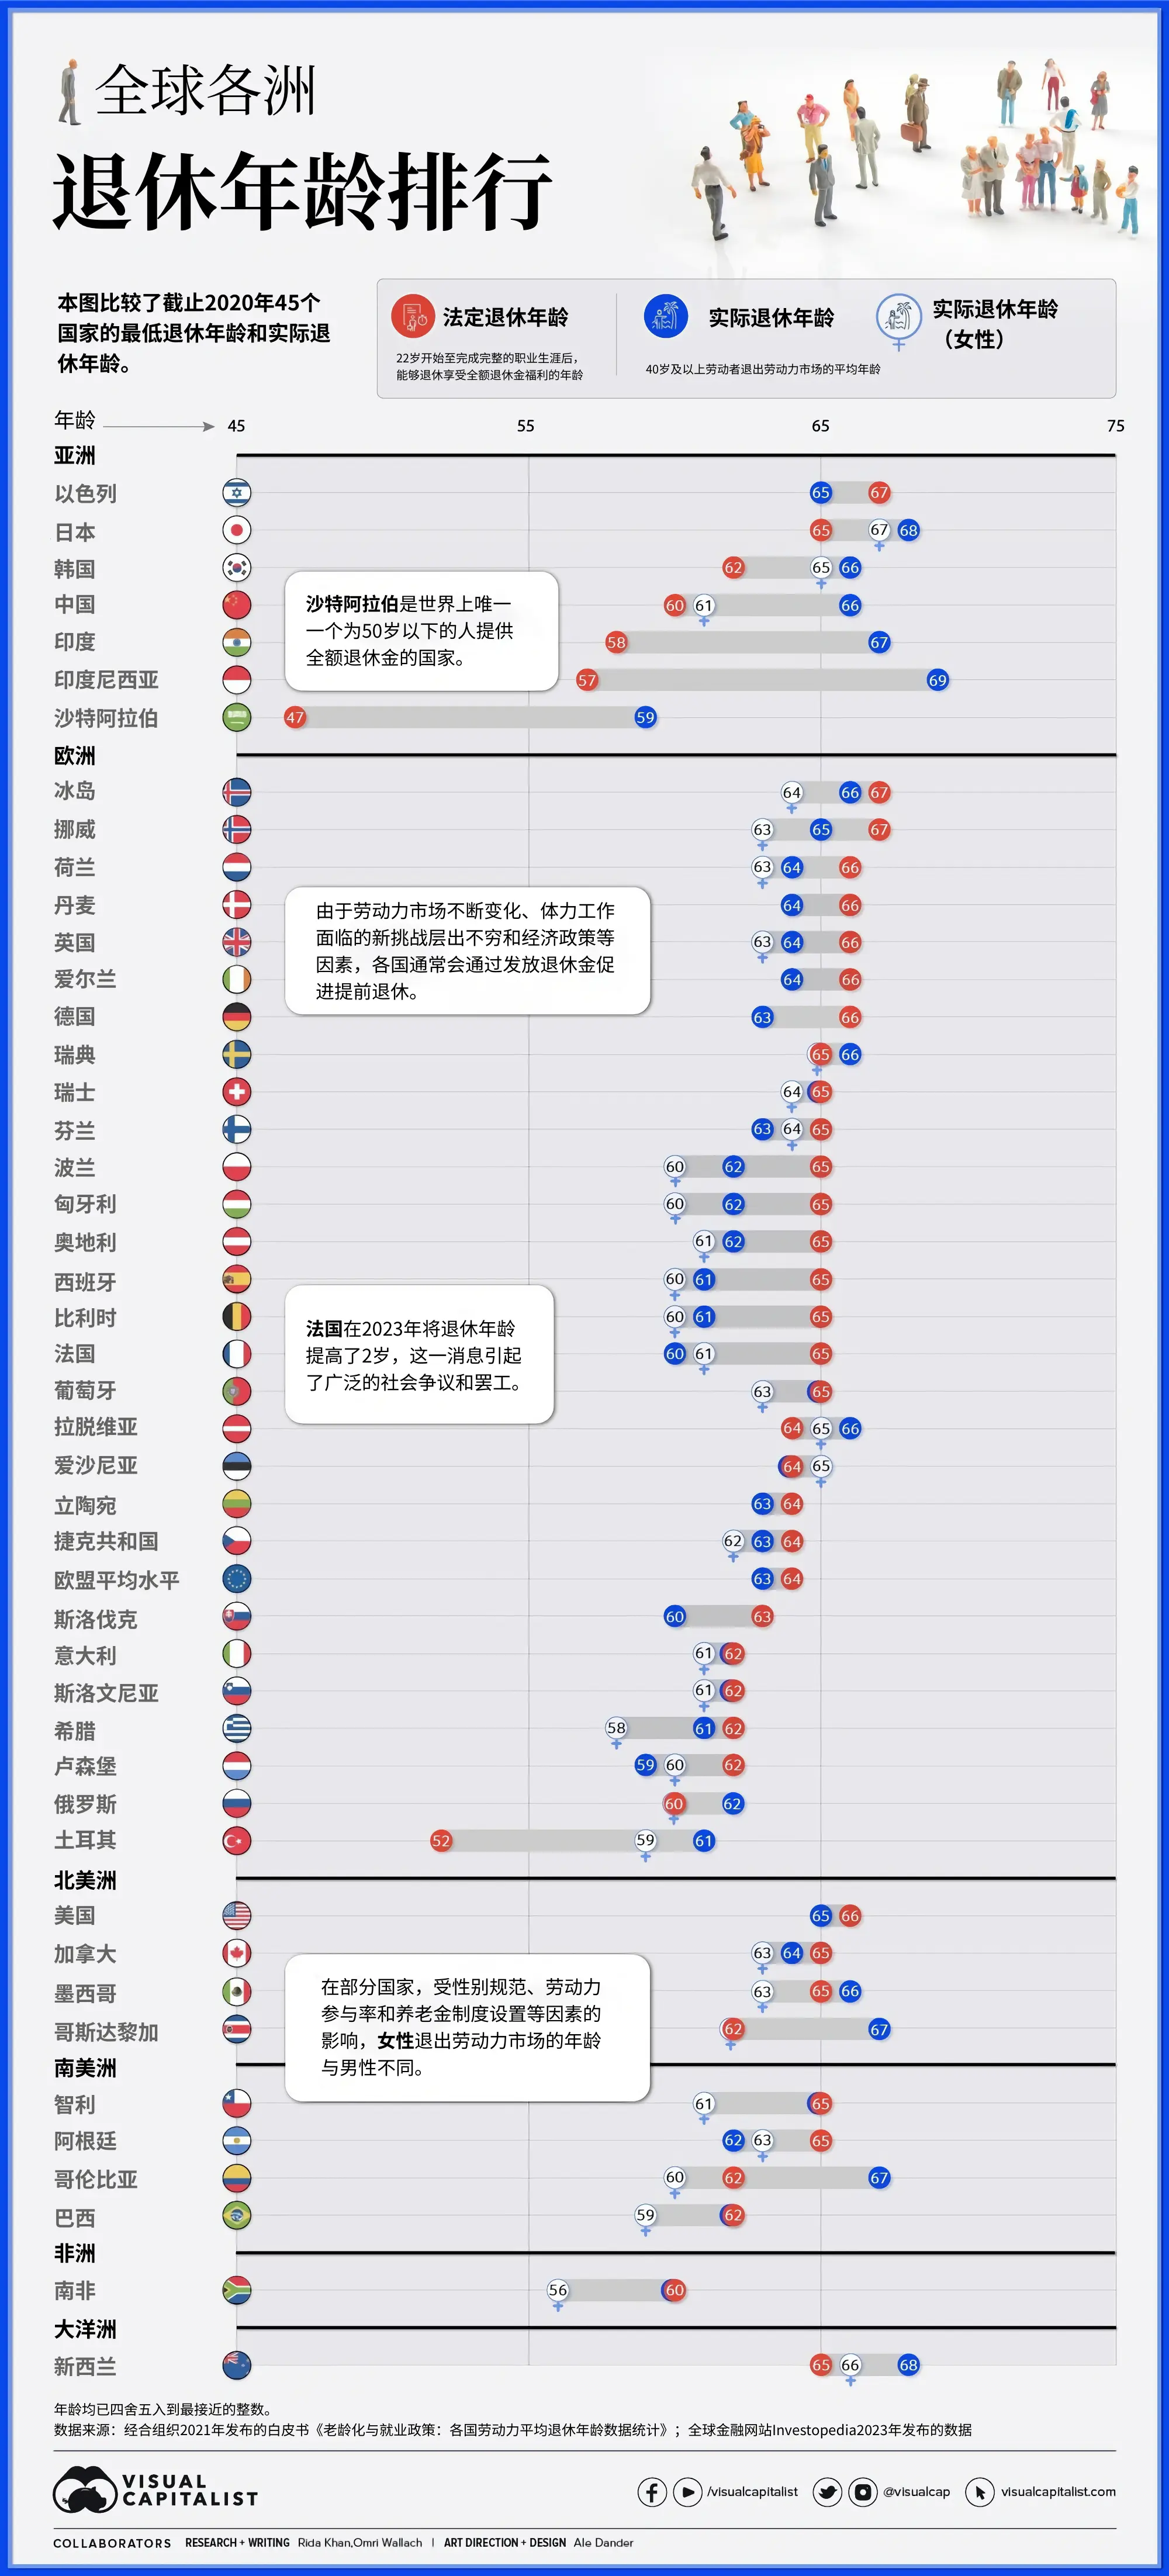 全球各洲
退休年龄排行
本图比较了截止2020年45个
国家的最低退休年龄和实际退
休年龄。
法定退休年龄
22岁开始至完成完整的职业生涯后，
能够退休享受全额退休金福利的年龄
实际退休年龄
实际退休年龄
（女性）
40岁及以上劳动者退出劳动力市场的平均年龄
年龄 45 55 65 75
亚洲
以色列 65 67
日本 65 67 68
韩国 62 65 66
中国 60 61 66
印度 58 67
印度尼西亚 57 69
沙特阿拉伯 47 59
沙特阿拉伯是世界上唯一
一个为50岁以下的人提供
全额退休金的国家。
欧洲
冰岛 64 66 67
挪威 63 65 67
荷兰 63 64 66
丹麦 64 66
英国 63 64 66
爱尔兰 64 66
德国 63 66
由于劳动力市场不断变化、体力工作
面临的新挑战层出不穷和经济政策等
因素，各国通常会通过发放退休金促
进提前退休。
瑞典 65 66
瑞士 64 65
芬兰 63 64 65
波兰 60 62 65
匈牙利 60 62 65
奥地利 61 62 65
西班牙 60 61 65
比利时 60 61 65
法国 60 61 65
葡萄牙 63 65
法国在2023年将退休年龄
提高了2岁，这一消息引起
了广泛的社会争议和罢工。
拉脱维亚 64 65 66
爱沙尼亚 64 65
立陶宛 63 64
捷克共和国 62 63 64
欧盟平均水平 63 64
斯洛伐克 60 63
意大利 61 62
斯洛文尼亚 61 62
希腊 58 61 62
卢森堡 59 60 62
俄罗斯 60 62
土耳其 52 59 61
北美洲
美国 65 66
加拿大 63 64 65
墨西哥 63 65 66
哥斯达黎加 62 67
在部分国家，受性别规范、劳动力
参与率和养老金制度设置等因素的
影响，女性退出劳动力市场的年龄
与男性不同。
南美洲
智利 61 65
阿根廷 62 63 65
哥伦比亚 60 62 67
巴西 59 62
非洲
南非 56 60
大洋洲
新西兰 65 66 68
年龄均已四舍五入到最接近的整数。
数据来源：经合组织2021年发布的白皮书《老龄化与就业政策：各国劳动力平均退休年龄数据统计》；全球金融网站Investopedia2023年发布的数据
VISUAL
CAPITALIST
/visualcapitalist @visualcap visualcapitalist.com
COLLABORATORS RESEARCH + WRITING Rida Khan,Omri Wallach | ART DIRECTION + DESIGN Ale Dander